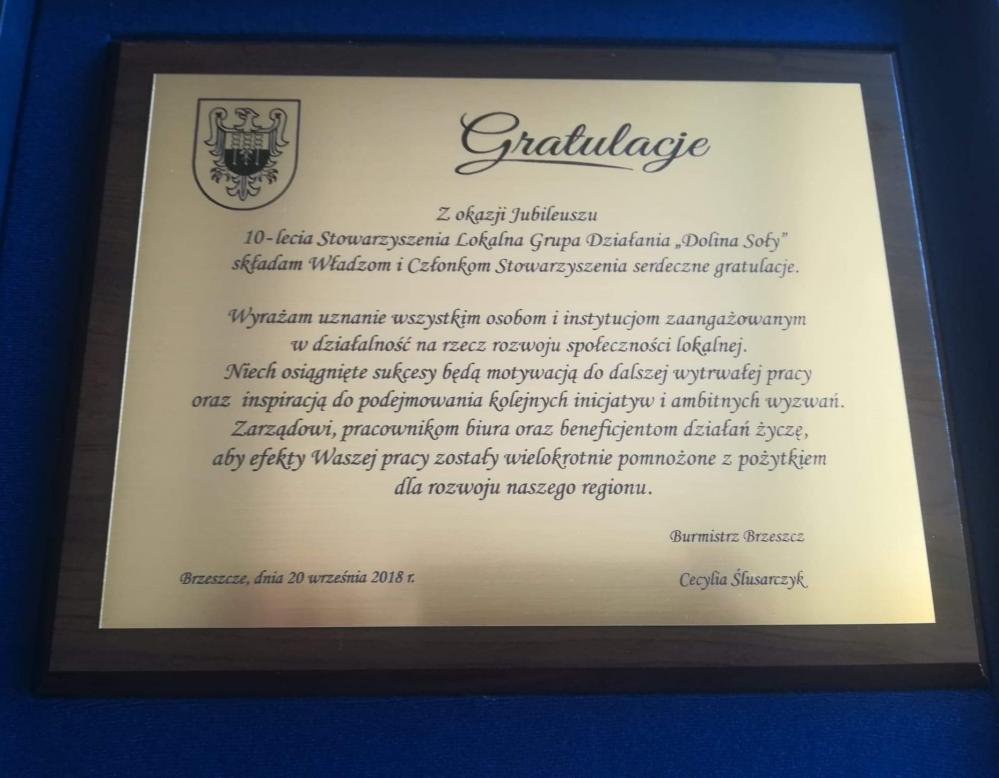 Gratulacje
Z okazji Jubileuszu
10-lecia Stowarzyszenia Lokalna Grupa Działania „Dolina Soły”
składam Władzom i Członkom Stowarzyszenia serdeczne gratulacje.
Wyrażam uznanie wszystkim osobom i instytucjom zaangażowanym
w działalność na rzecz rozwoju społeczności lokalnej.
Niech osiągnięte sukcesy będą motywacją do dalszej wytrwałej pracy
oraz inspiracją do podejmowania kolejnych inicjatyw i ambitnych wyzwań.
Zarządowi, pracownikom biura oraz beneficjentom działań życzę,
aby efekty Waszej pracy zostały wielokrotnie pomnożone z pożytkiem
dla rozwoju naszego regionu.
Burmistrz Brzeszcz
Brzeszcze, dnia 20 września 2018 r.
Cecylia Ślusarczyk